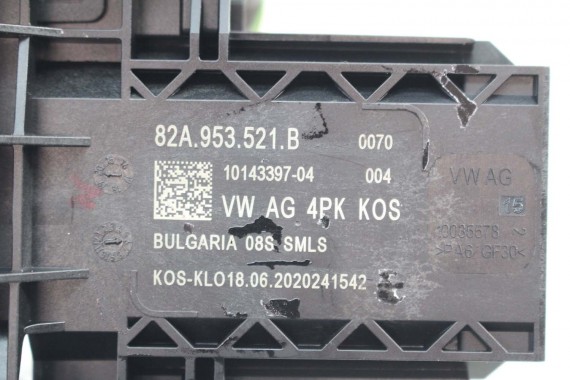 82A.953.521.B 0070
10143397-04 004
VW AG 4PK KOS
BULGARIA 08S SMLS
KOS-KLO18.06.2020241542
VW AG
15